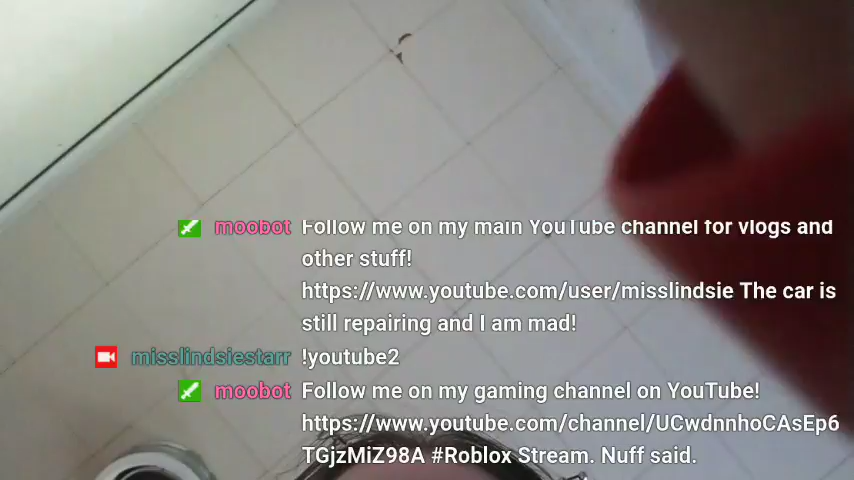 moobot Follow me on my main YouTube channel for vlogs and
other stuff!
https://www.youtube.com/user/misslindsie The car is
still repairing and I am mad!
misslindsiestarr !youtube2
moobot Follow me on my gaming channel on YouTube!
https://www.youtube.com/channel/UCwdnnhoCAsEp6
TGjzMiZ98A #Roblox Stream. Nuff said.